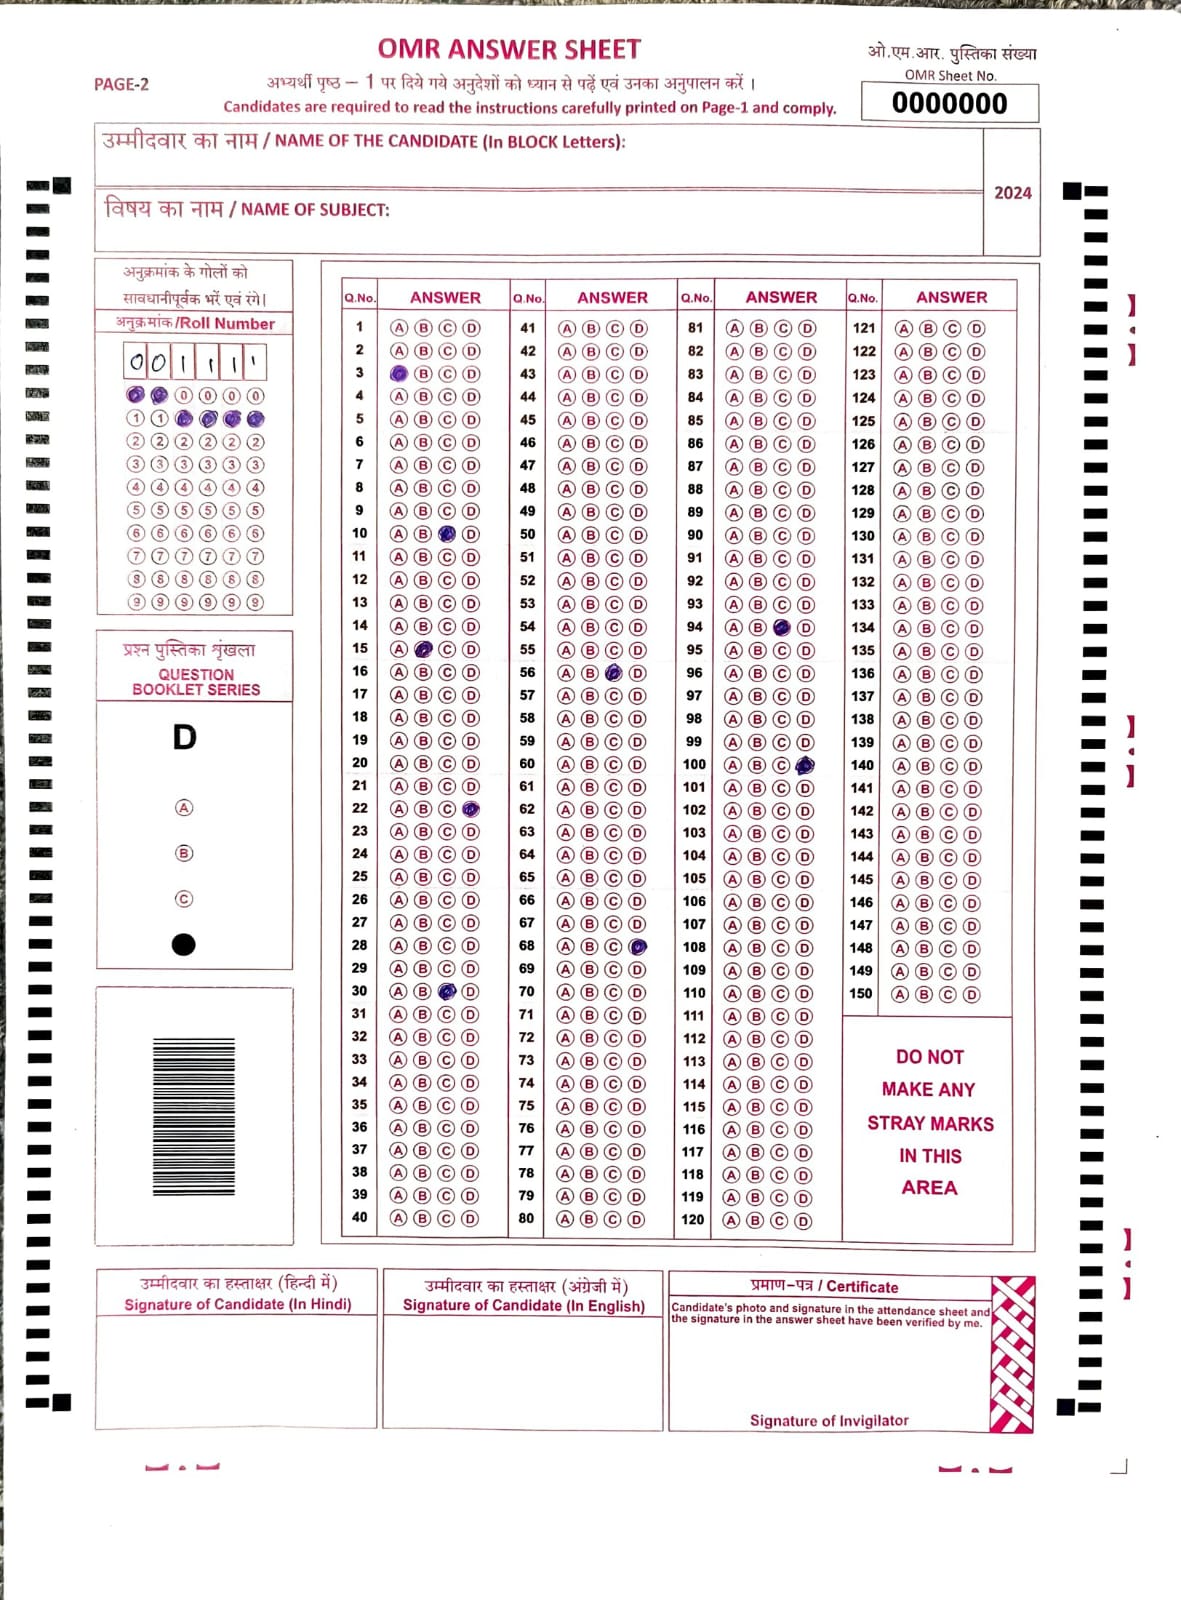 OMR ANSWER SHEET
ओ.एम.आर. पुस्तिका संख्या
OMR Sheet No.
0000000
PAGE-2
अभ्यर्थी पृष्ठ – 1 पर दिये गये अनुदेशों को ध्यान से पढ़ें एवं उनका अनुपालन करें ।
Candidates are required to read the instructions carefully printed on Page-1 and comply.
उम्मीदवार का नाम / NAME OF THE CANDIDATE (In BLOCK Letters):
विषय का नाम / NAME OF SUBJECT:
2024
अनुक्रमांक के गोलों को
सावधानीपूर्वक भरें एवं रंगे।
अनुक्रमांक/Roll Number
0 0 1 1 1 1
0 0 0 0
1 1
2 2 2 2 2 2
3 3 3 3 3 3
4 4 4 4 4 4
5 5 5 5 5 5
6 6 6 6 6 6
7 7 7 7 7 7
8 8 8 8 8 8
9 9 9 9 9 9
प्रश्न पुस्तिका शृंखला
QUESTION
BOOKLET SERIES
D
A
B
C
Q.No. ANSWER Q.No. ANSWER Q.No. ANSWER Q.No. ANSWER
1 A B C D 41 A B C D 81 A B C D 121 A B C D
2 A B C D 42 A B C D 82 A B C D 122 A B C D
3 B C D 43 A B C D 83 A B C D 123 A B C D
4 A B C D 44 A B C D 84 A B C D 124 A B C D
5 A B C D 45 A B C D 85 A B C D 125 A B C D
6 A B C D 46 A B C D 86 A B C D 126 A B C D
7 A B C D 47 A B C D 87 A B C D 127 A B C D
8 A B C D 48 A B C D 88 A B C D 128 A B C D
9 A B C D 49 A B C D 89 A B C D 129 A B C D
10 A B D 50 A B C D 90 A B C D 130 A B C D
11 A B C D 51 A B C D 91 A B C D 131 A B C D
12 A B C D 52 A B C D 92 A B C D 132 A B C D
13 A B C D 53 A B C D 93 A B C D 133 A B C D
14 A B C D 54 A B C D 94 A B D 134 A B C D
15 A C D 55 A B C D 95 A B C D 135 A B C D
16 A B C D 56 A B D 96 A B C D 136 A B C D
17 A B C D 57 A B C D 97 A B C D 137 A B C D
18 A B C D 58 A B C D 98 A B C D 138 A B C D
19 A B C D 59 A B C D 99 A B C D 139 A B C D
20 A B C D 60 A B C D 100 A B C 140 A B C D
21 A B C D 61 A B C D 101 A B C D 141 A B C D
22 A B C 62 A B C D 102 A B C D 142 A B C D
23 A B C D 63 A B C D 103 A B C D 143 A B C D
24 A B C D 64 A B C D 104 A B C D 144 A B C D
25 A B C D 65 A B C D 105 A B C D 145 A B C D
26 A B C D 66 A B C D 106 A B C D 146 A B C D
27 A B C D 67 A B C D 107 A B C D 147 A B C D
28 A B C D 68 A B C 108 A B C D 148 A B C D
29 A B C D 69 A B C D 109 A B C D 149 A B C D
30 A B D 70 A B C D 110 A B C D 150 A B C D
31 A B C D 71 A B C D 111 A B C D
32 A B C D 72 A B C D 112 A B C D
33 A B C D 73 A B C D 113 A B C D
34 A B C D 74 A B C D 114 A B C D
35 A B C D 75 A B C D 115 A B C D
36 A B C D 76 A B C D 116 A B C D
37 A B C D 77 A B C D 117 A B C D
38 A B C D 78 A B C D 118 A B C D
39 A B C D 79 A B C D 119 A B C D
40 A B C D 80 A B C D 120 A B C D
DO NOT
MAKE ANY
STRAY MARKS
IN THIS
AREA
उम्मीदवार का हस्ताक्षर (हिन्दी में)
Signature of Candidate (In Hindi)
उम्मीदवार का हस्ताक्षर (अंग्रेजी में)
Signature of Candidate (In English)
प्रमाण–पत्र / Certificate
Candidate's photo and signature in the attendance sheet and
the signature in the answer sheet have been verified by me.
Signature of Invigilator